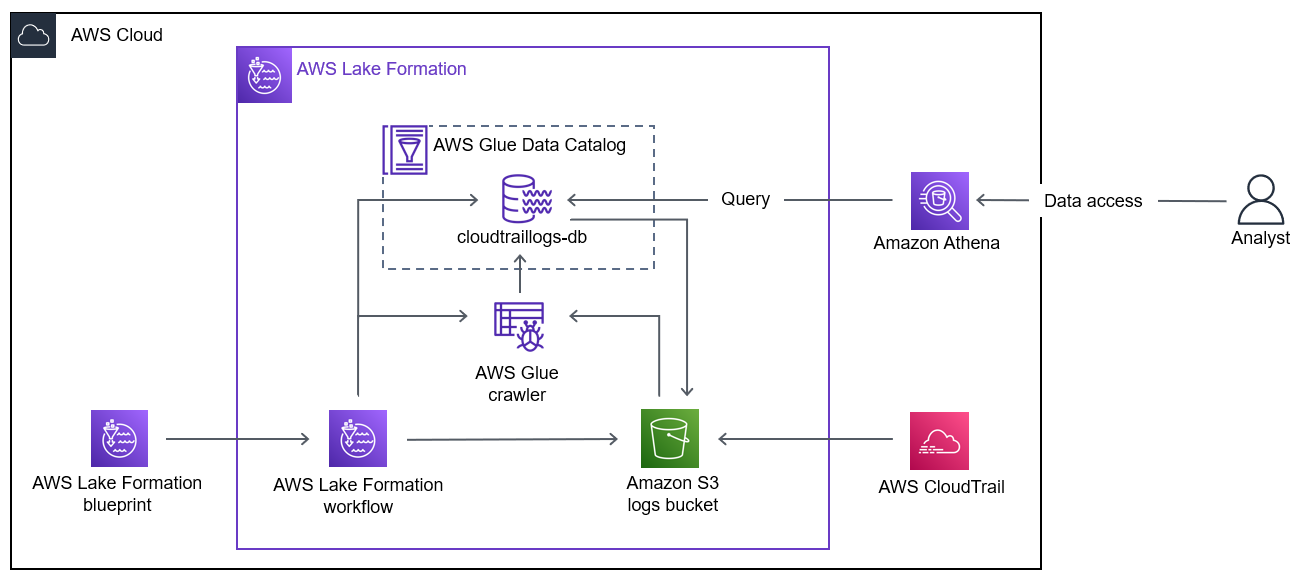 AWS Cloud
AWS Lake Formation
AWS Glue Data Catalog
cloudtraillogs-db
Query
Amazon Athena
Data access
Analyst
AWS Glue
crawler
AWS Lake Formation
blueprint
AWS Lake Formation
workflow
Amazon S3
logs bucket
AWS CloudTrail